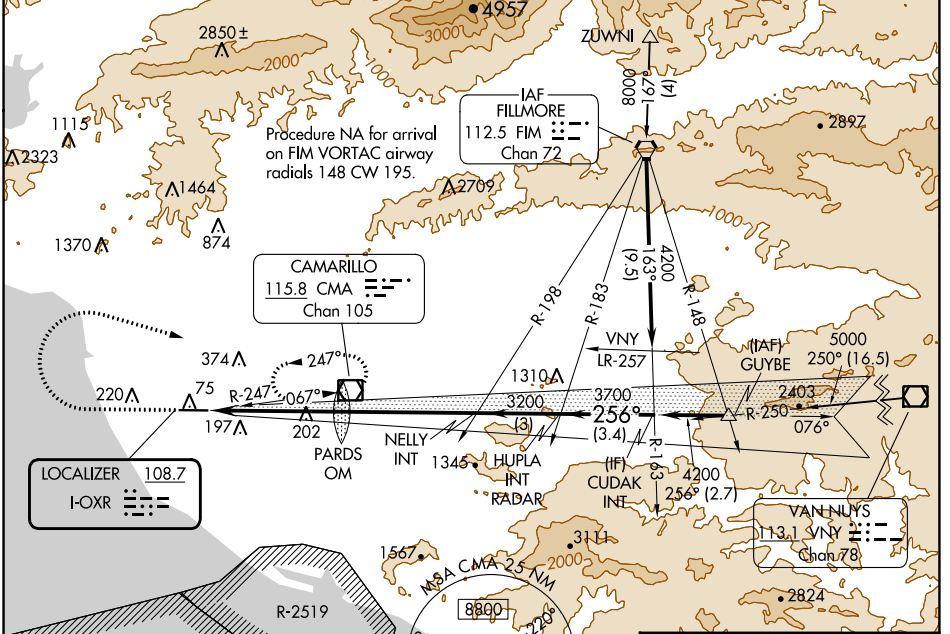 4957
2850 ±
3000
2000
1000
1000
ZUWNI
8000
197°
(4)
IAF
FILLMORE
112.5 FIM
Chan 72
2897
1115
2323
Procedure NA for arrival
on FIM VORTAC airway
radials 148 CW 195.
1464
2709
874
1370
1000
CAMARILLO
115.8 CMA
Chan 105
4200
163°
(9.5)
R-198
R-183
R-148
VNY
LR-257
(IAF)
GUYBE
5000
250° (16.5)
374
247°
1310
220
75
R-247
067°
3200
(3)
3700
256°
(3.4)
2403
R-250
076°
197
202
PARDS
OM
NELLY
INT
1345
HUPLA
INT
RADAR
(IF)
CUDAK
INT
R-163
4200
256° (2.7)
LOCALIZER 108.7
I-OXR
VAN NUYS
113.1 VNY
Chan 78
1567
3111
2000
MSA CMA 25 NM
8800
220°
R-2519
2824